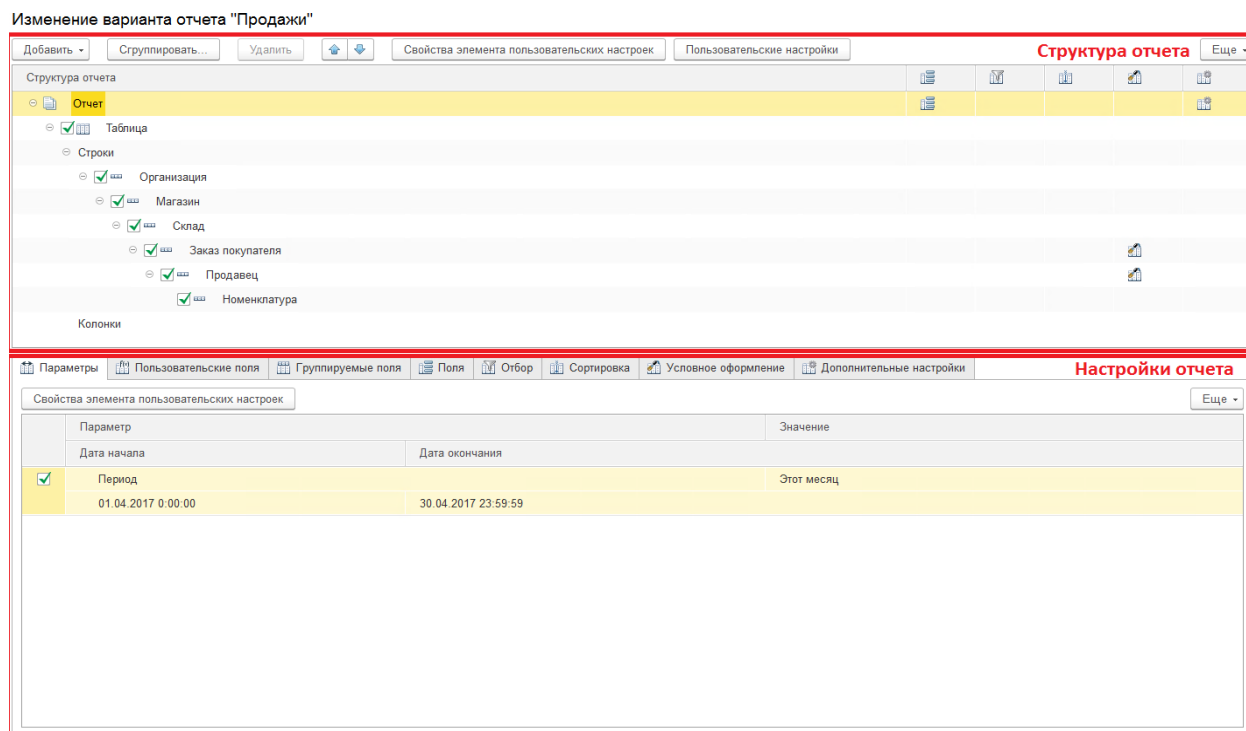 Изменение варианта отчета "Продажи"
Добавить Сгруппировать... Удалить Свойства элемента пользовательских настроек Пользовательские настройки Структура отчета Еще
Структура отчета
Отчет
Таблица
Строки
Организация
Магазин
Склад
Заказ покупателя
Продавец
Номенклатура
Колонки
Параметры Пользовательские поля Группируемые поля Поля Отбор Сортировка Условное оформление Дополнительные настройки Настройки отчета
Свойства элемента пользовательских настроек Еще
Параметр Значение
Дата начала Дата окончания
Период Этот месяц
01.04.2017 0:00:00 30.04.2017 23:59:59